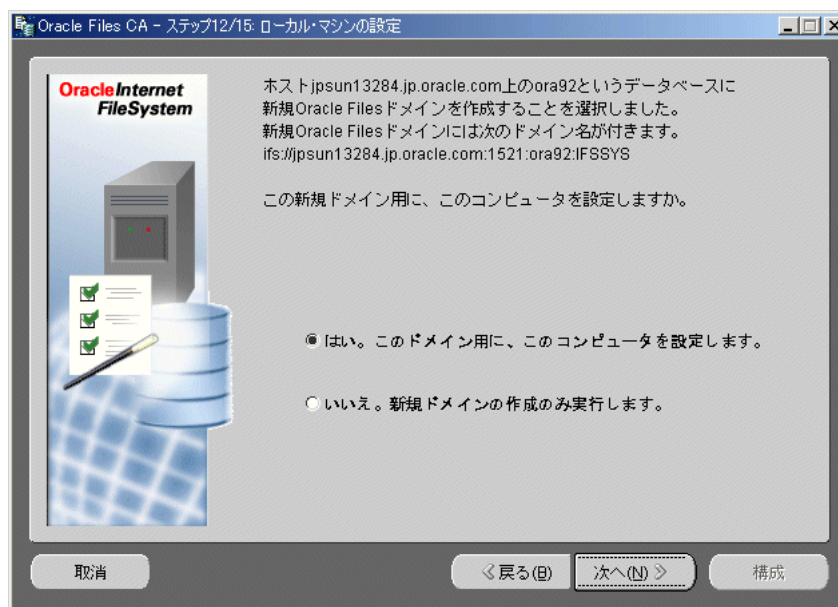 Oracle Files CA - ステップ12/15: ローカル・マシンの設定
OracleInternet
FileSystem
ホストjpsun13284.jp.oracle.com上のora92というデータベースに
新規Oracle Filesドメインを作成することを選択しました。
新規Oracle Filesドメインには次のドメイン名が付きます。
ifs://jpsun13284.jp.oracle.com:1521:ora92:IFSSYS
この新規ドメイン用に、このコンピュータを設定しますか。
はい。このドメイン用に、このコンピュータを設定します。
いいえ。新規ドメインの作成のみ実行します。
取消
戻る(B)
次へ(N)
構成